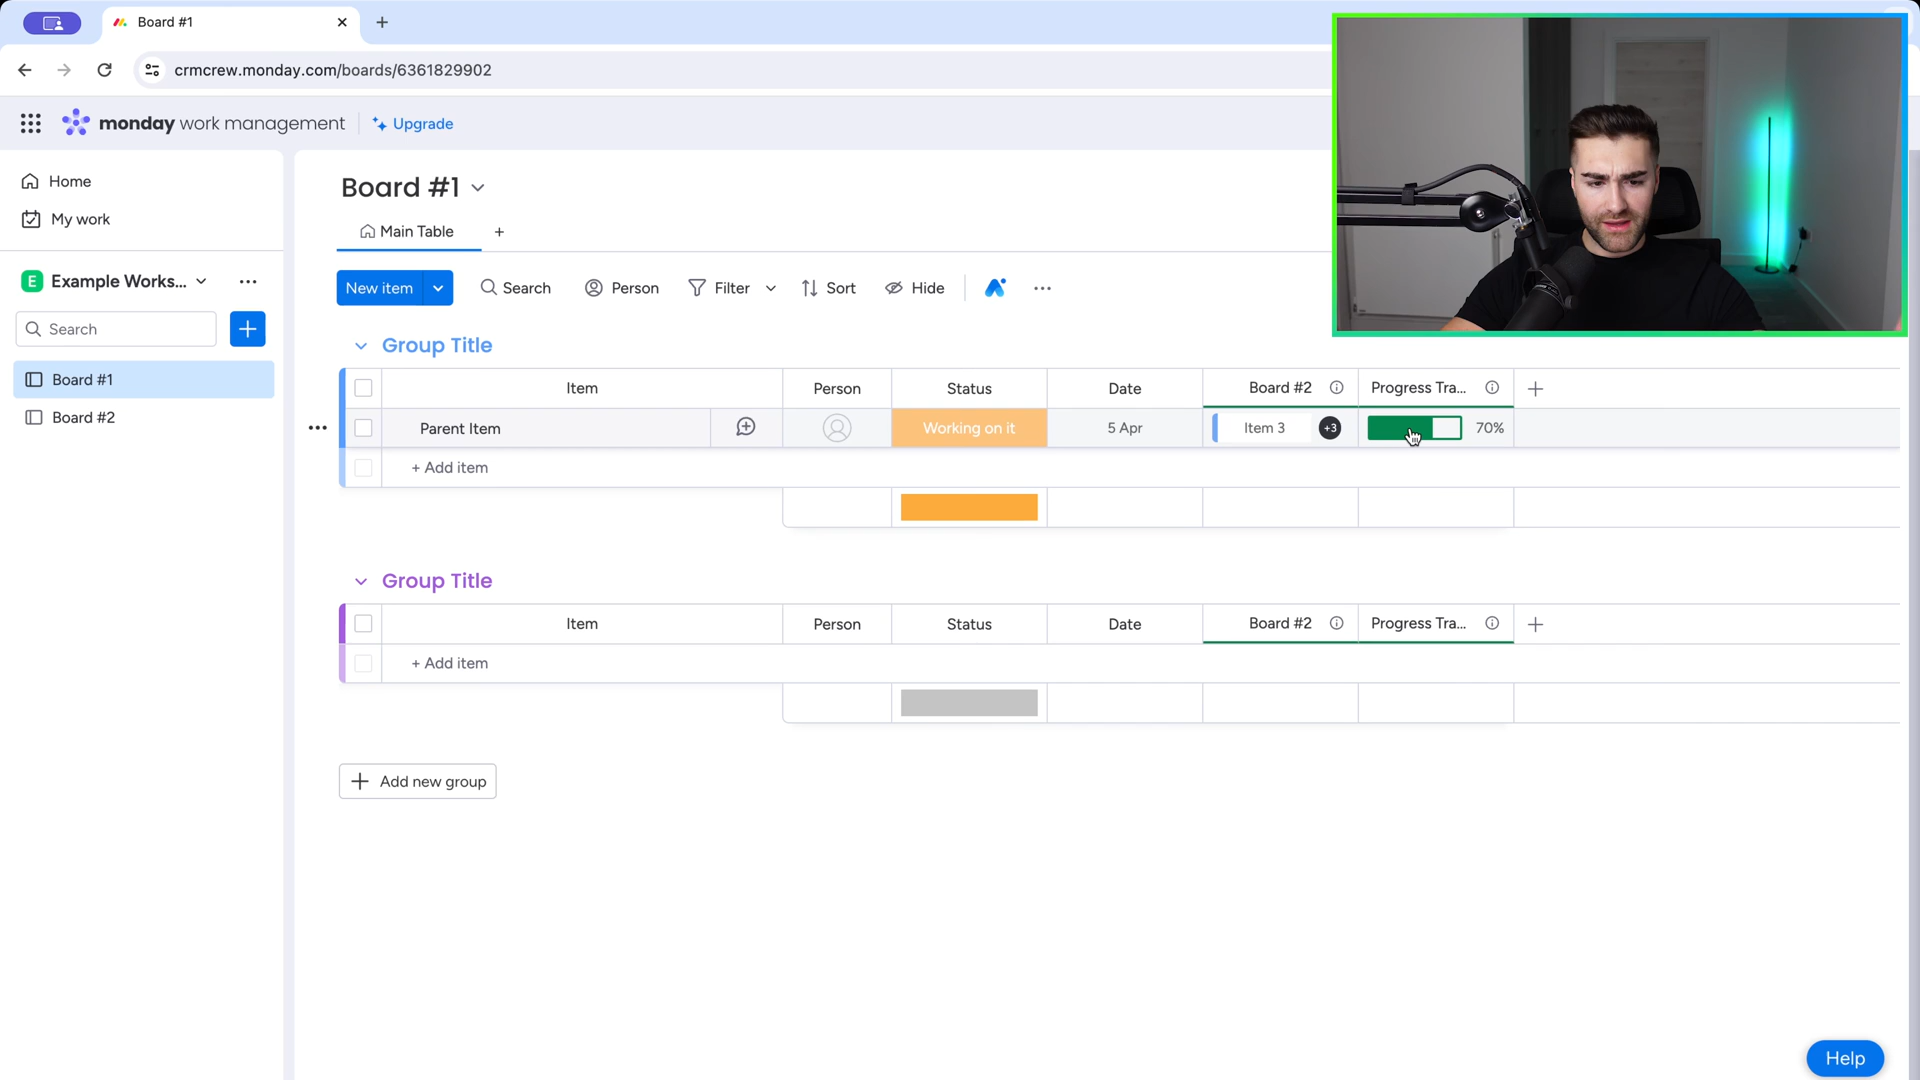 Board #1
crmcrew.monday.com/boards/6361829902
monday work management
Upgrade
Home
My work
E Example Works...
Search
Board #1
Board #2
Board #1
Main Table
New item
Search
Person
Filter
Sort
Hide
Group Title
Item Person Status Date Board #2 Progress Tra...
Parent Item Working on it 5 Apr Item 3 +3 70%
+ Add item
Group Title
Item Person Status Date Board #2 Progress Tra...
+ Add item
Add new group
Help